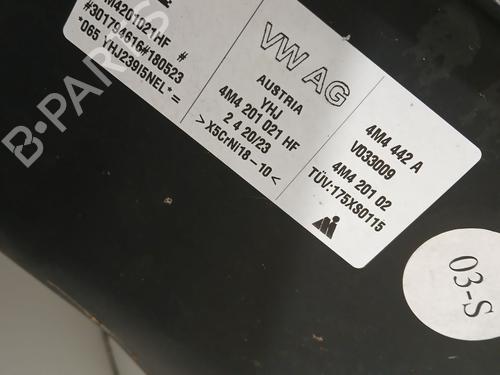 4M4201021HF #
#301794616#180523
*065 YHJ239I5NEL*=
VW AG
AUSTRIA
YHJ
4M4 201 021 HF
2 4 20/23
>X5CrNi18-10<
4M4 442 A
VD33009
4M4 201 02
TÜV:175XS0115
03-S
B-PARTS